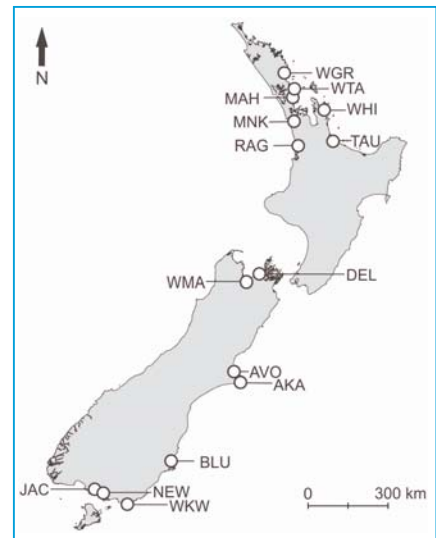 N
WGR
WTA
MAH
WHI
MNK
RAG
TAU
DEL
WMA
AVO
AKA
BLU
JAC
NEW
WKW
0 300 km